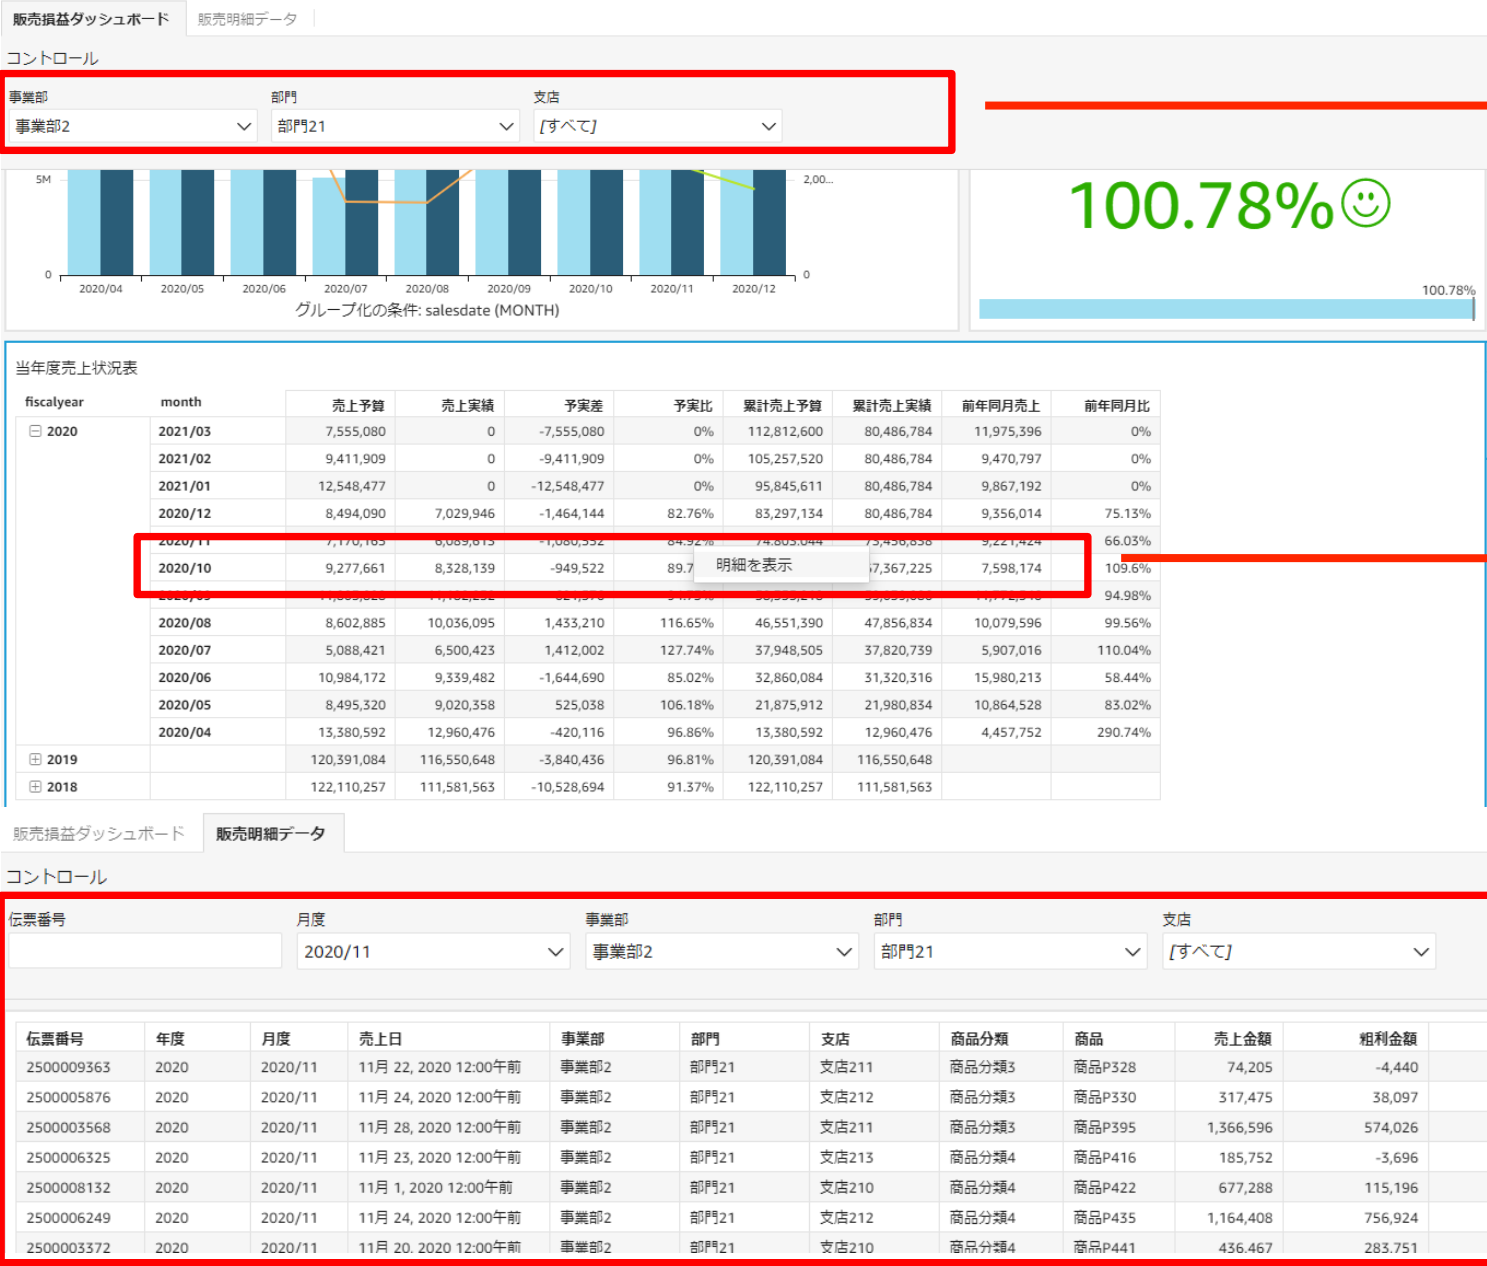 販売損益ダッシュボード 販売明細データ
コントロール
事業部 部門 支店
事業部2 部門21 [すべて]
5M 2,00...
100.78%
0 0
2020/04 2020/05 2020/06 2020/07 2020/08 2020/09 2020/10 2020/11 2020/12
グループ化の条件: salesdate (MONTH)
100.78%
当年度売上状況表
fiscalyear month 売上予算 売上実績 予実差 予実比 累計売上予算 累計売上実績 前年同月売上 前年同月比
2020 2021/03 7,555,080 0 -7,555,080 0% 112,812,600 80,486,784 11,975,396 0%
2021/02 9,411,909 0 -9,411,909 0% 105,257,520 80,486,784 9,470,797 0%
2021/01 12,548,477 0 -12,548,477 0% 95,845,611 80,486,784 9,867,192 0%
2020/12 8,494,090 7,029,946 -1,464,144 82.76% 83,297,134 80,486,784 9,356,014 75.13%
2020/11 7,170,165 6,089,613 -1,080,552 84.92% 74,803,044 73,456,838 9,221,424 66.03%
2020/10 9,277,661 8,328,139 -949,522 89.7 明細を表示 67,367,225 7,598,174 109.6%
94.98%
2020/08 8,602,885 10,036,095 1,433,210 116.65% 46,551,390 47,856,834 10,079,596 99.56%
2020/07 5,088,421 6,500,423 1,412,002 127.74% 37,948,505 37,820,739 5,907,016 110.04%
2020/06 10,984,172 9,339,482 -1,644,690 85.02% 32,860,084 31,320,316 15,980,213 58.44%
2020/05 8,495,320 9,020,358 525,038 106.18% 21,875,912 21,980,834 10,864,528 83.02%
2020/04 13,380,592 12,960,476 -420,116 96.86% 13,380,592 12,960,476 4,457,752 290.74%
2019 120,391,084 116,550,648 -3,840,436 96.81% 120,391,084 116,550,648
2018 122,110,257 111,581,563 -10,528,694 91.37% 122,110,257 111,581,563
販売損益ダッシュボード 販売明細データ
コントロール
伝票番号 月度 事業部 部門 支店
2020/11 事業部2 部門21 [すべて]
伝票番号 年度 月度 売上日 事業部 部門 支店 商品分類 商品 売上金額 粗利金額
2500009363 2020 2020/11 11月 22, 2020 12:00午前 事業部2 部門21 支店211 商品分類3 商品P328 74,205 -4,440
2500005876 2020 2020/11 11月 24, 2020 12:00午前 事業部2 部門21 支店212 商品分類3 商品P330 317,475 38,097
2500003568 2020 2020/11 11月 28, 2020 12:00午前 事業部2 部門21 支店211 商品分類3 商品P395 1,366,596 574,026
2500006325 2020 2020/11 11月 23, 2020 12:00午前 事業部2 部門21 支店213 商品分類4 商品P416 185,752 -3,696
2500008132 2020 2020/11 11月 1, 2020 12:00午前 事業部2 部門21 支店210 商品分類4 商品P422 677,288 115,196
2500006249 2020 2020/11 11月 24, 2020 12:00午前 事業部2 部門21 支店212 商品分類4 商品P435 1,164,408 756,924
2500003372 2020 2020/11 11月 20, 2020 12:00午前 事業部2 部門21 支店210 商品分類4 商品P441 436,467 283,751